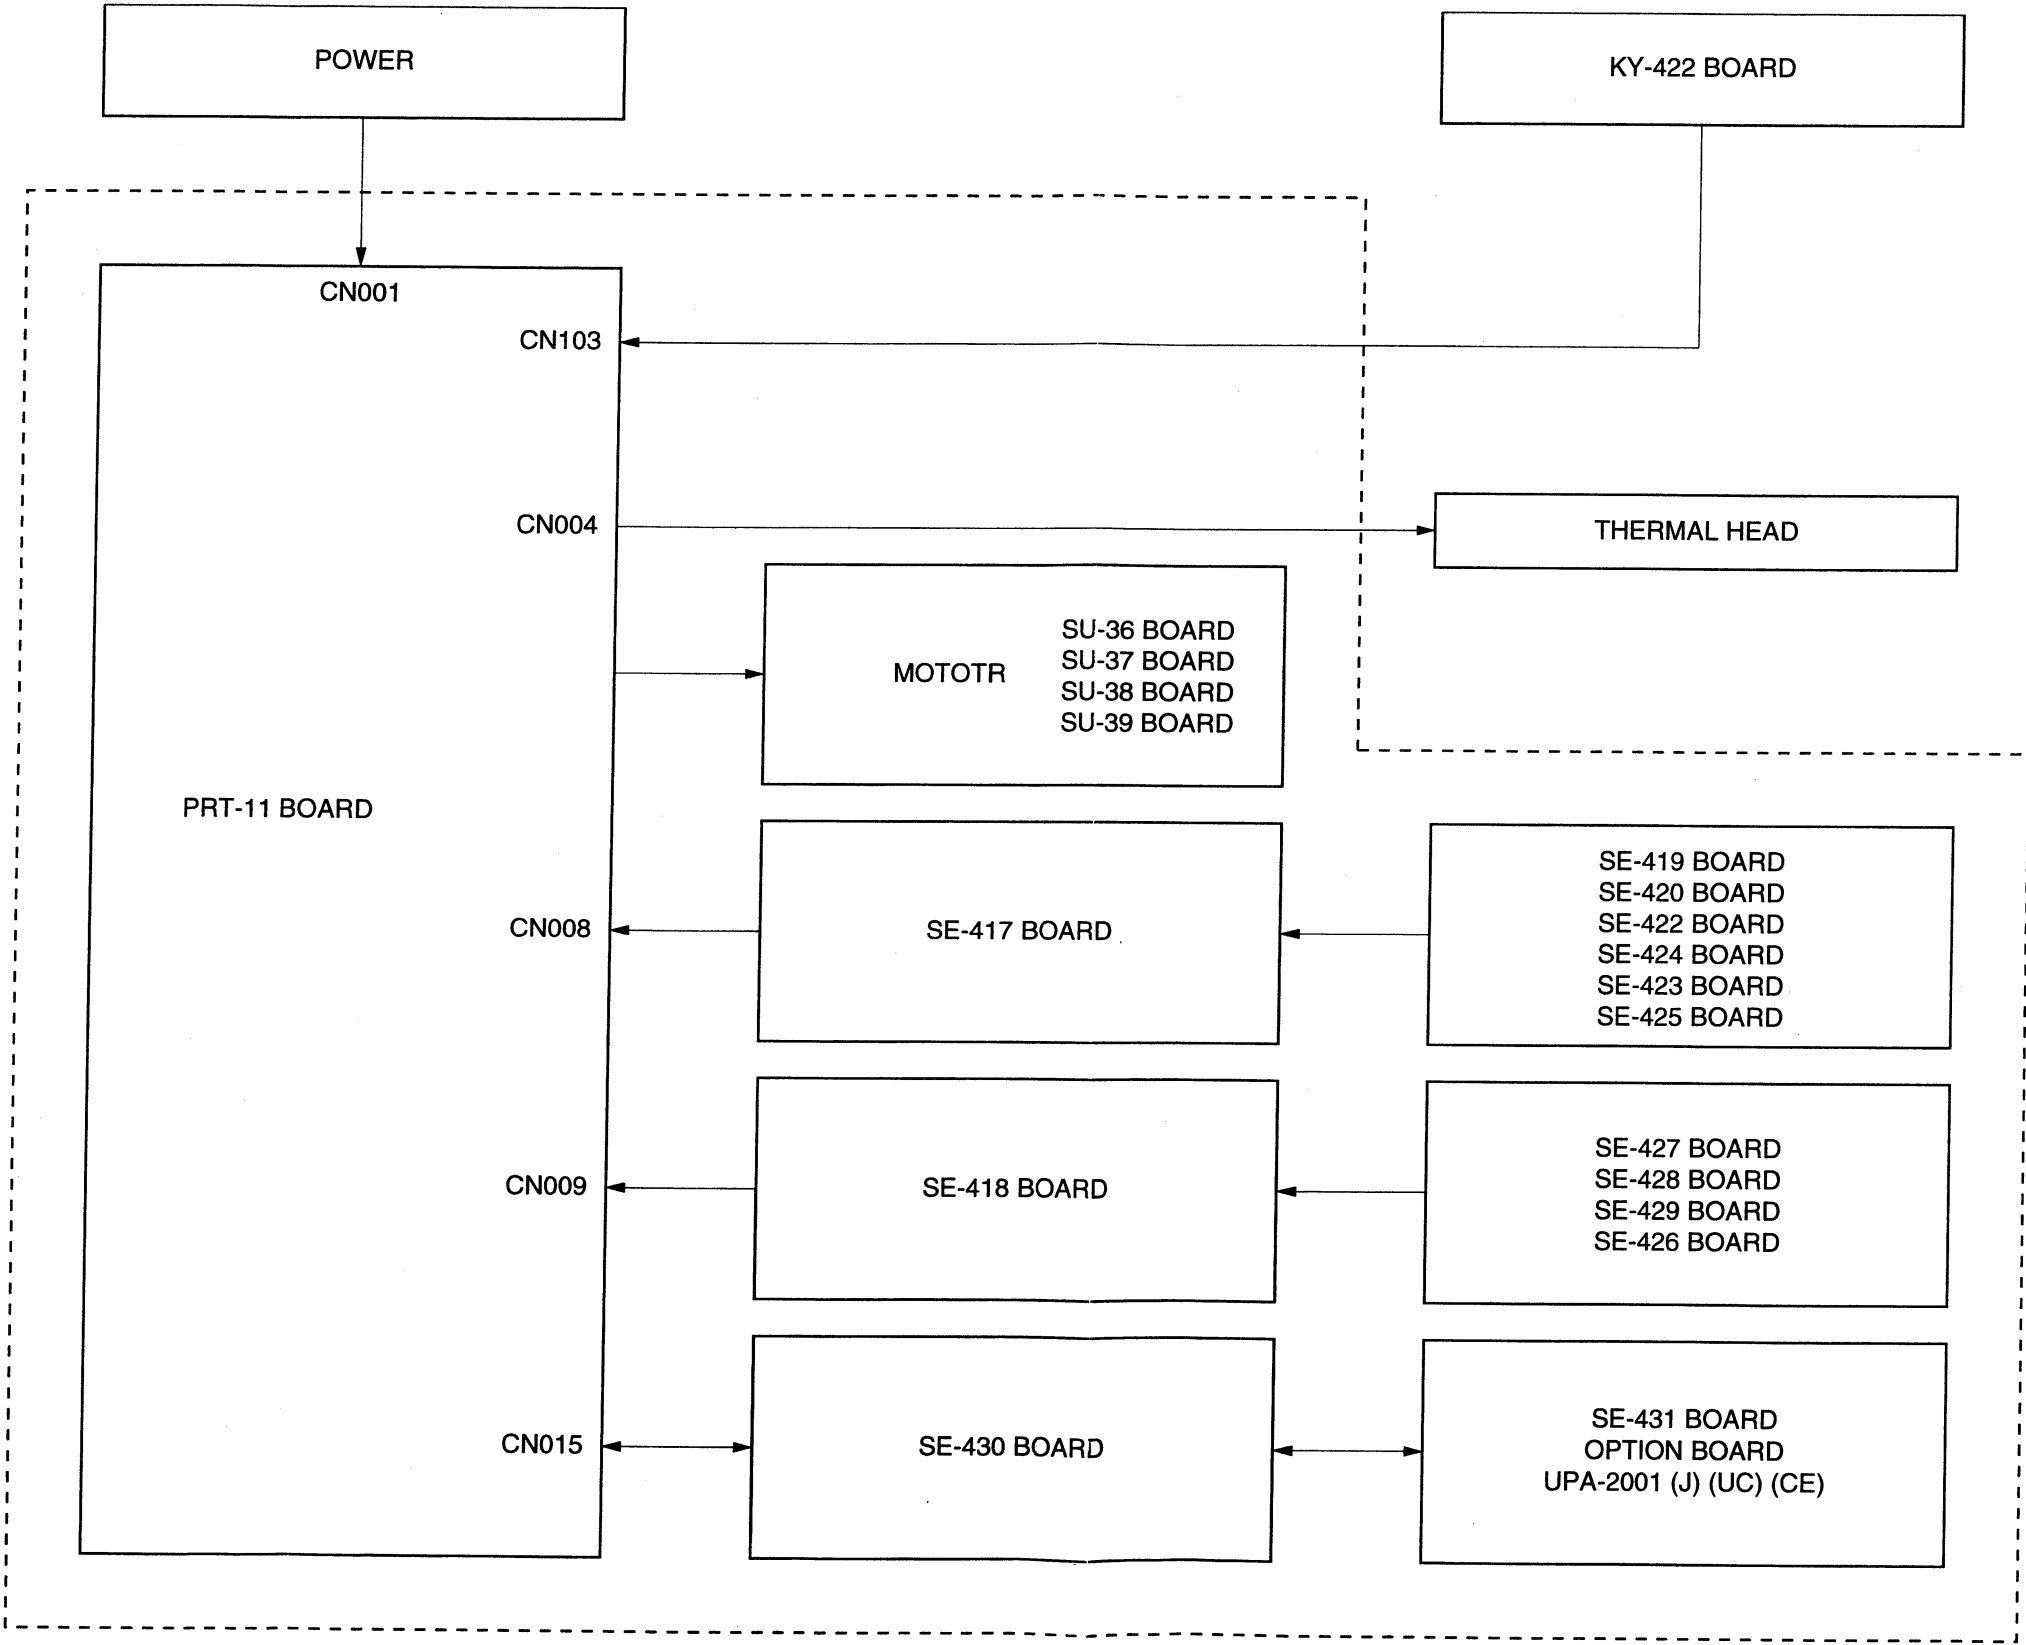 POWER
KY-422 BOARD
CN001
CN103
CN004
THERMAL HEAD
MOTOTR
SU-36 BOARD
SU-37 BOARD
SU-38 BOARD
SU-39 BOARD
PRT-11 BOARD
CN008
SE-417 BOARD
SE-419 BOARD
SE-420 BOARD
SE-422 BOARD
SE-424 BOARD
SE-423 BOARD
SE-425 BOARD
CN009
SE-418 BOARD
SE-427 BOARD
SE-428 BOARD
SE-429 BOARD
SE-426 BOARD
CN015
SE-430 BOARD
SE-431 BOARD
OPTION BOARD
UPA-2001 (J) (UC) (CE)